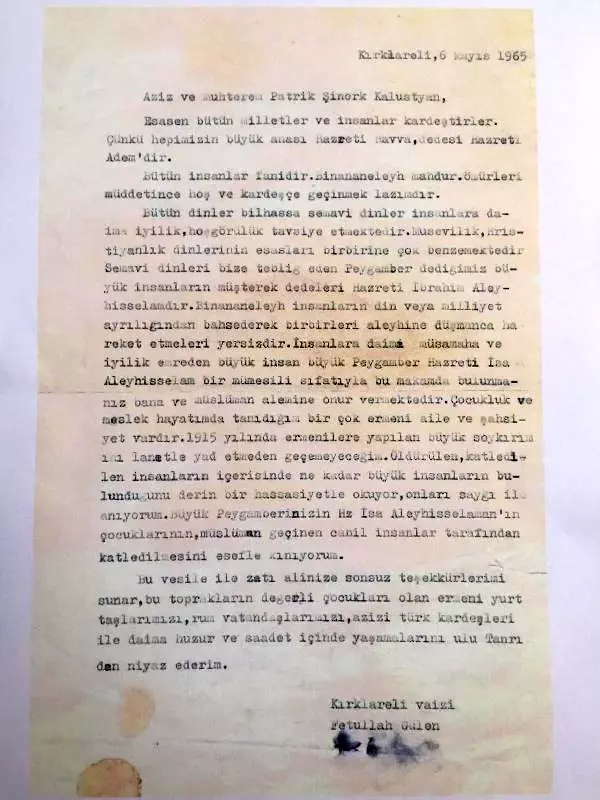 Kırklareli,6 Mayıs 1965
Aziz ve muhterem Patrik Şinork Kalustyan,
Esasen bütün milletler ve insanlar kardeştirler.
Çünkü hepimizin büyük anası Hazreti Havva,dedesi Hazreti
Adem'dir.
Bütün insanlar fanidir.Binananeleyh mahdur.Ömürleri
müddetince hoş ve kardeşçe geçinmek lazımdır.
Bütün dinler bilhassa semavi dinler insanlara da-
ima iyilik,hoşgörülük tavsiye etmektedir.Musevilik,Hris-
tiyanlık dinlerinin esasları birbirine çok benzemektedir
Semavi dinleri bize teblig eden Peygamber dediğimiz bü-
yük insanların müşterek dedeleri Hazreti İbrahim Aley-
hisselamdır.Binananeleyh insanların din veya milliyet
ayrılığından bahsederek birbirleri aleyhine düşmanca ha
reket etmeleri yersizdir.İnsanlara daima müsamaha ve
iyilik emreden büyük insan büyük Peygamber Hazreti İsa
Aleyhisselam bir mümesili sıfatıyla bu makamda bulunma-
nız bana ve müslüman alemine onur vermektedir.Çocukluk ve
meslek hayatımda tanıdığım bir çok ermeni aile ve şahsi-
yet vardır.1915 yılında ermenilere yapılan büyük soykırım
ını lanetle yad etmeden geçemeyeceğim.Öldürülen,katledi-
len insanların içerisinde ne kadar büyük insanların bu-
lunduğunu derin bir hassasiyetle okuyor,onları saygı ile
anıyorum.Büyük Peygamberinizin Hz İsa Aleyhisselaman'ın
çocuklarının,müslüman geçinen cahil insanlar tarafından
katledilmesini esefle kınıyorum.
Bu vesile ile zatı alinize sonsuz teşekkürlerimi
sunar,bu toprakların değerli çocukları olan ermeni yurt
taşlarımızı,rum vatandaşlarımızı,azizi türk kardeşleri
ile daima huzur ve saadet içinde yaşamalarını ulu Tanrı
dan niyaz ederim.
Kırklareli vaizi
Fetullah Gülen